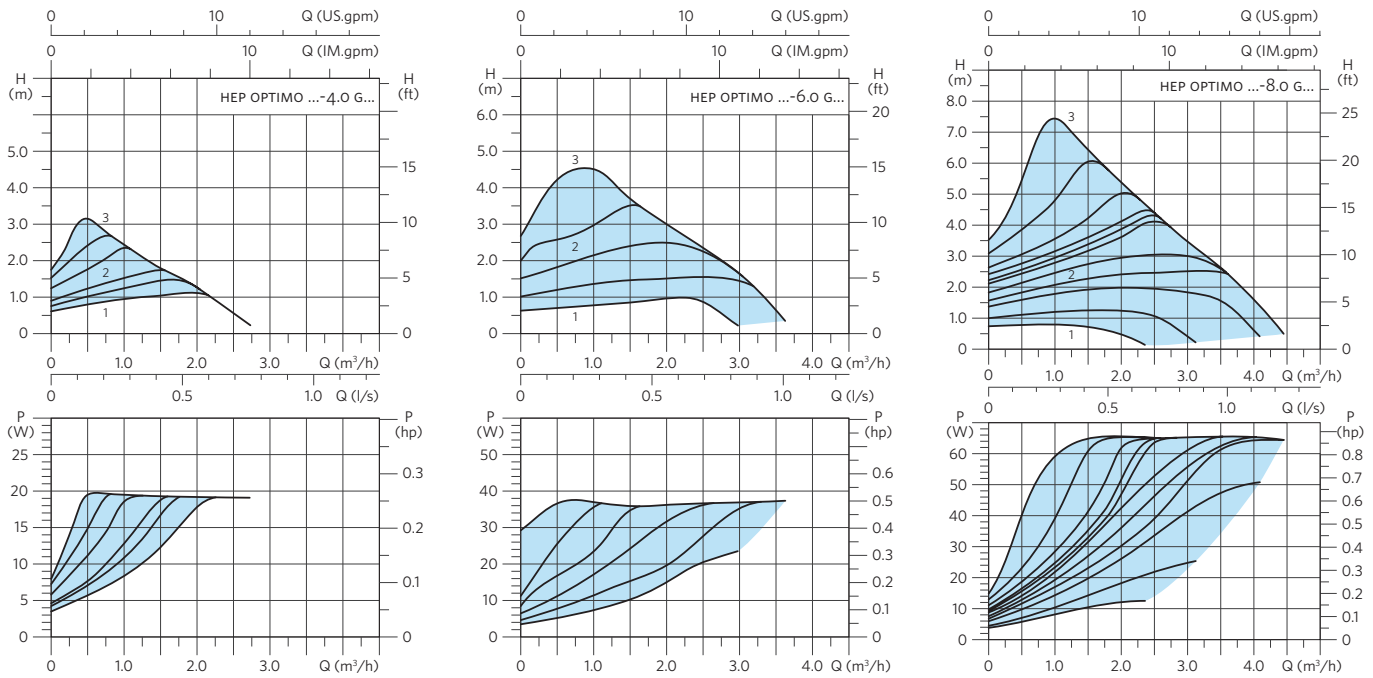 0 10 Q (US.gpm)
0 10 Q (IM.gpm)
H (m)
H (ft)
HEP OPTIMO ...-4.0 G...
5.0
4.0
3.0
2.0
1.0
0
15
10
5
0
3
2
1
0 1.0 2.0 3.0 Q (m³/h)
0 0.5 1.0 Q (l/s)
P (W)
P (hp)
25
20
15
10
5
0
0.3
0.2
0.1
0
0 1.0 2.0 3.0 Q (m³/h)
0 10 Q (US.gpm)
0 10 Q (IM.gpm)
H (m)
H (ft)
HEP OPTIMO ...-6.0 G...
6.0
5.0
4.0
3.0
2.0
1.0
0
20
15
10
5
0
3
2
1
0 1.0 2.0 3.0 4.0 Q (m³/h)
0 0.5 1.0 Q (l/s)
P (W)
P (hp)
50
40
30
20
10
0
0.6
0.5
0.4
0.3
0.2
0.1
0
0 1.0 2.0 3.0 4.0 Q (m³/h)
0 10 Q (US.gpm)
0 10 Q (IM.gpm)
H (m)
H (ft)
HEP OPTIMO ...-8.0 G...
8.0
7.0
6.0
5.0
4.0
3.0
2.0
1.0
0
25
20
15
10
5
0
3
2
1
0 1.0 2.0 3.0 4.0 Q (m³/h)
0 0.5 1.0 Q (l/s)
P (W)
P (hp)
60
50
40
30
20
10
0
0.8
0.7
0.6
0.5
0.4
0.3
0.2
0.1
0
0 1.0 2.0 3.0 4.0 Q (m³/h)